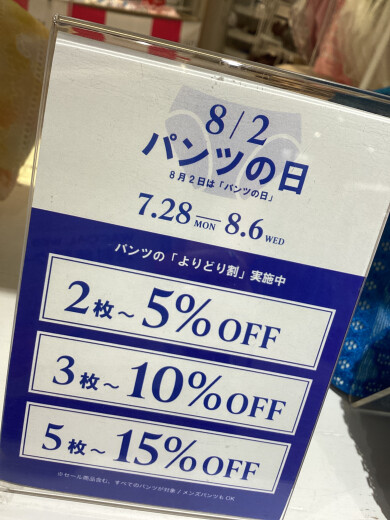 8/2
パンツの日
8月2日は「パンツの日」
7.28 MON — 8.6 WED
パンツの「よりどり割」実施中
2枚~5%OFF
3枚~10%OFF
5枚~15%OFF
※セール商品含む、すべてのパンツが対象 / メンズパンツも OK